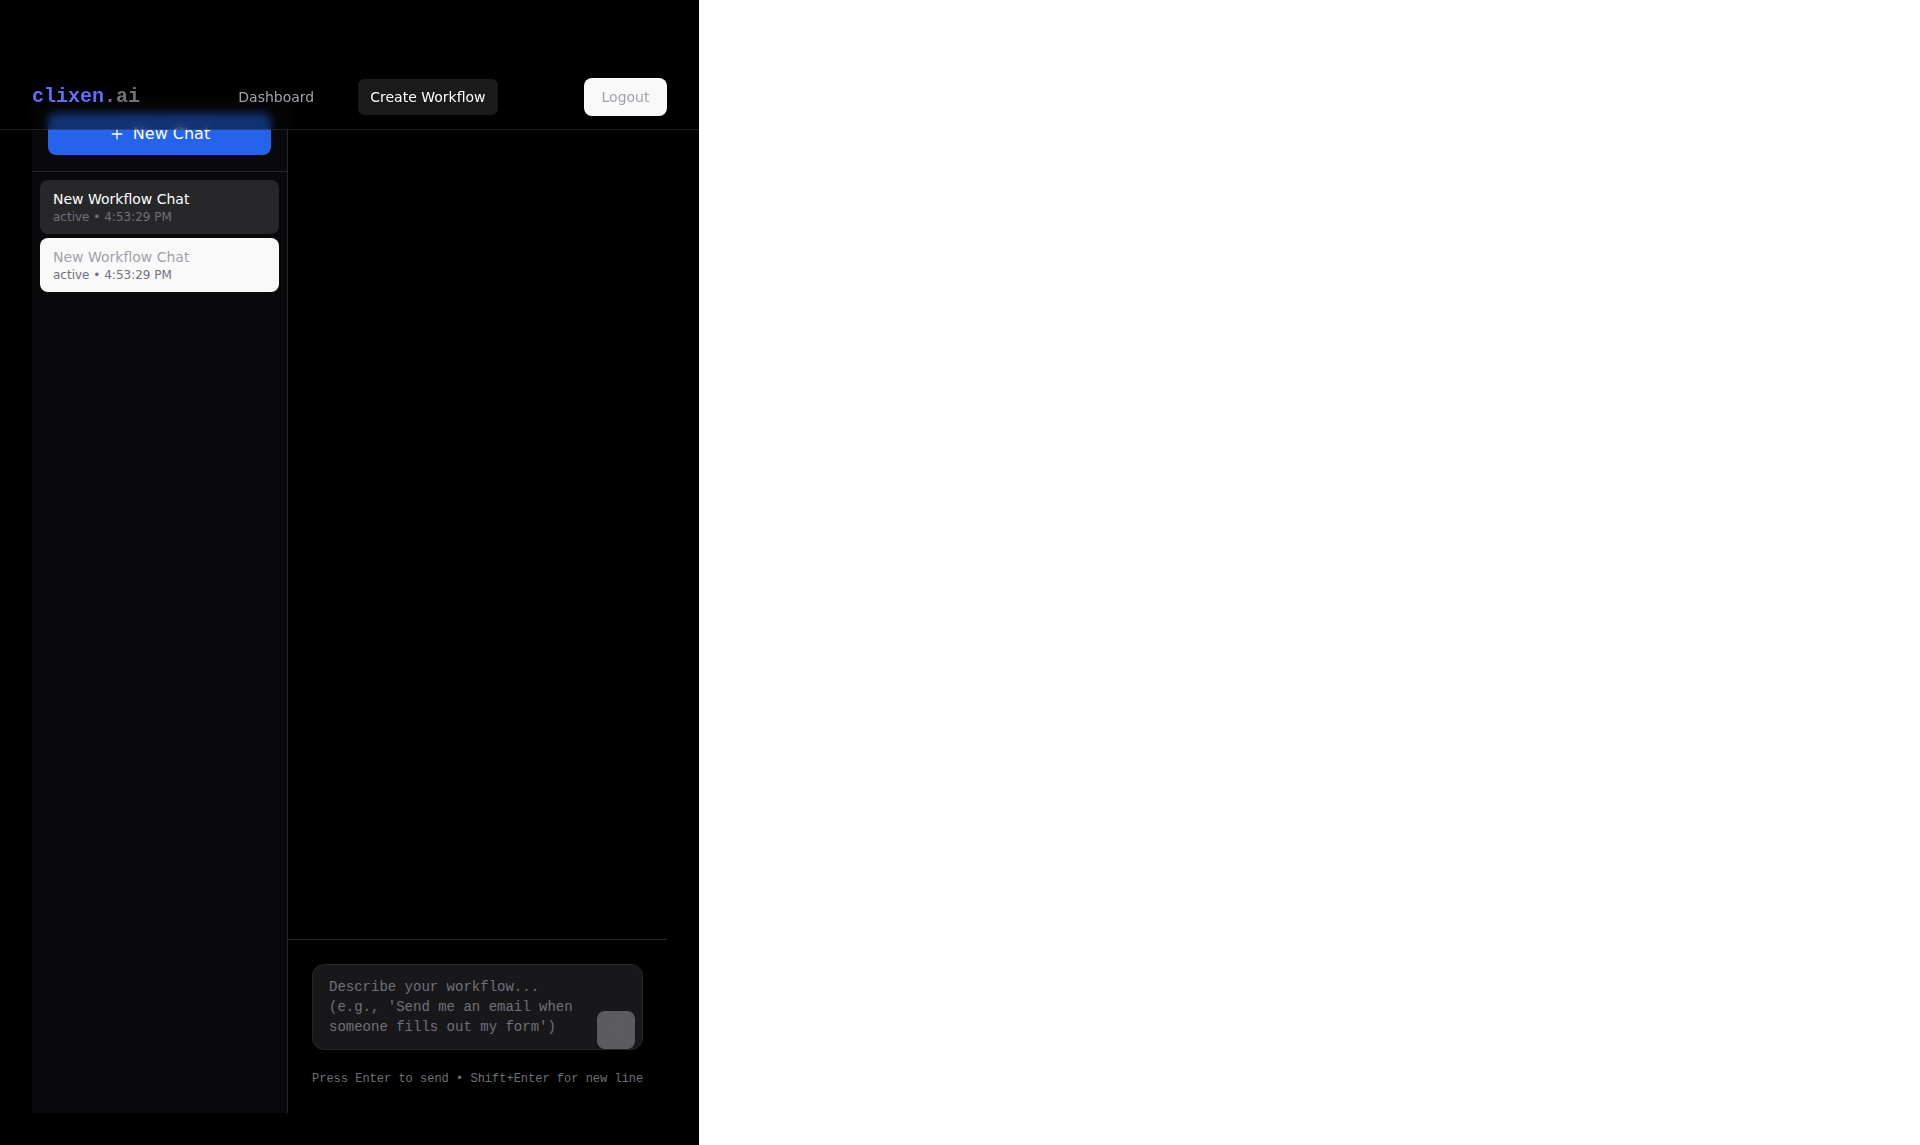 clixen.ai
Dashboard
Create Workflow
Logout
+ New Chat
New Workflow Chat
active • 4:53:29 PM
New Workflow Chat
active • 4:53:29 PM
Describe your workflow...
(e.g., 'Send me an email when
someone fills out my form')
Press Enter to send • Shift+Enter for new line